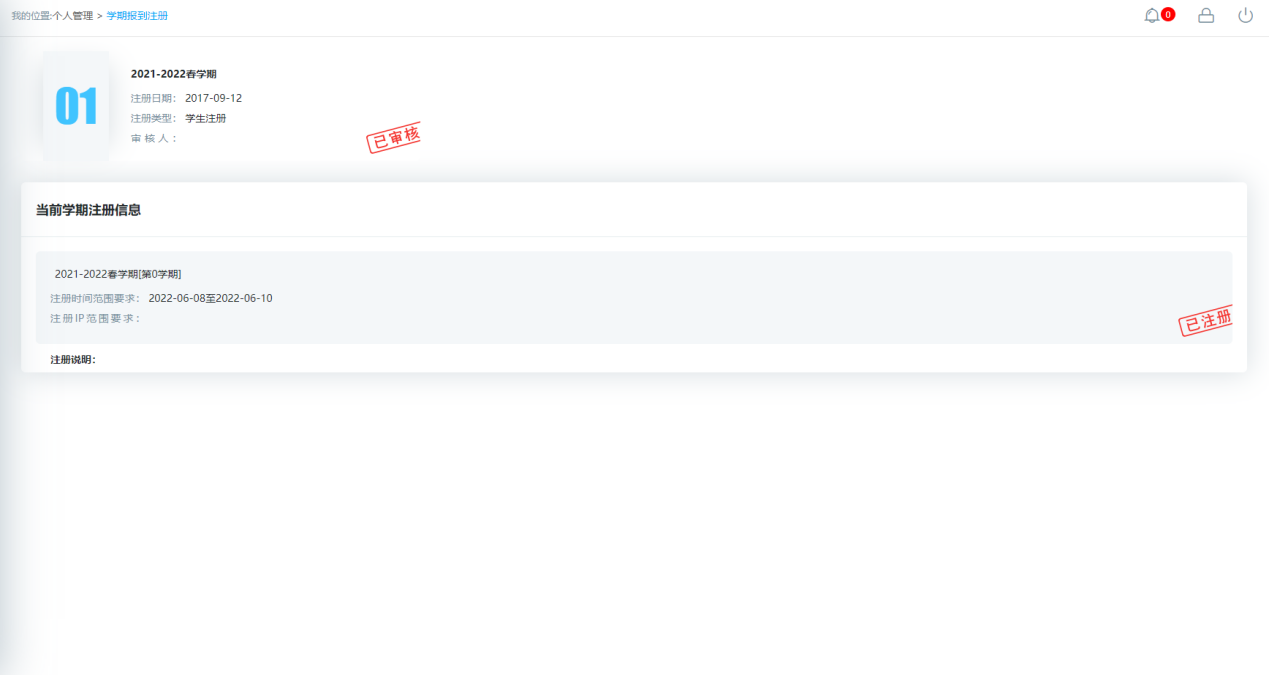 我的位置:个人管理 > 学期报到注册
0
01
2021-2022春学期
注册日期： 2017-09-12
注册类型： 学生注册
审 核 人 ：
已审核
当前学期注册信息
2021-2022春学期[第0学期]
注册时间范围要求： 2022-06-08至2022-06-10
注册IP范围要求：
已注册
注册说明：